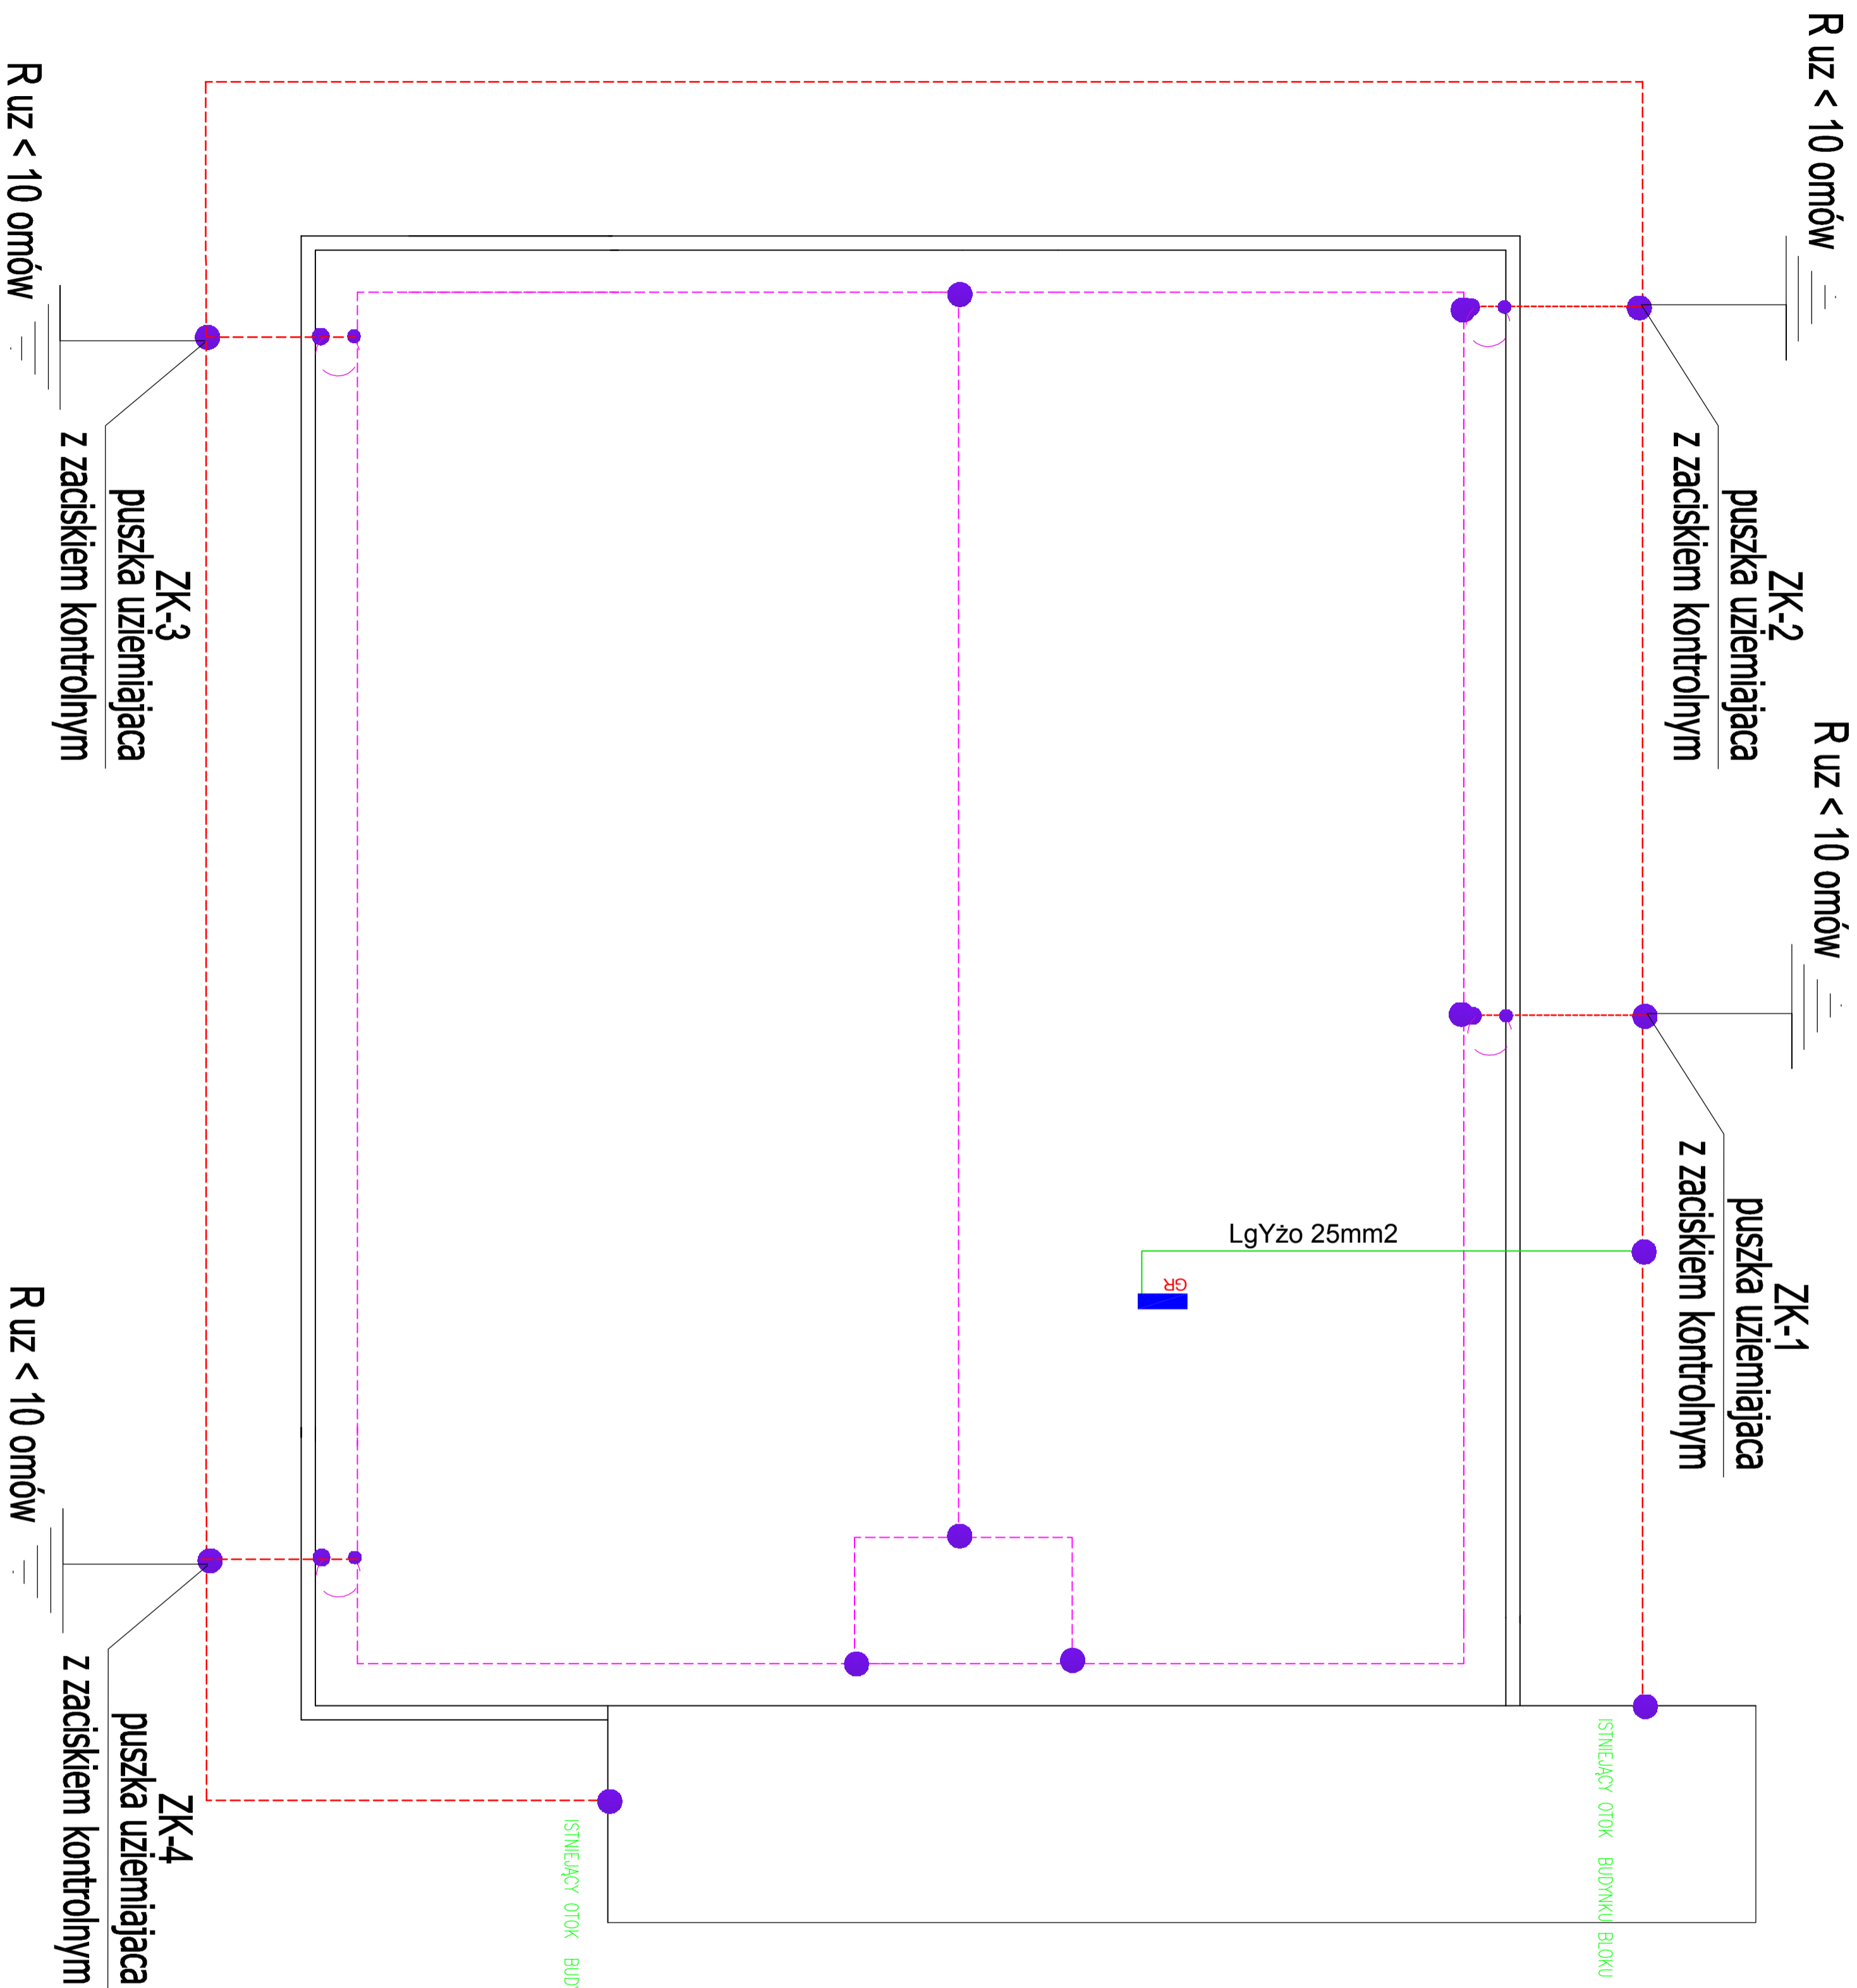 R uz < 10 omów
ZK-2
puszka uziemiajaca
z zaciskiem kontrolnym
R uz < 10 omów
ZK-1
puszka uziemiajaca
z zaciskiem kontrolnym
R uz < 10 omów
ZK-3
puszka uziemiajaca
z zaciskiem kontrolnym
LgYżo 25mm2
GR
R uz < 10 omów
ZK-4
puszka uziemiajaca
z zaciskiem kontrolnym
ISTNIEJĄCY OTOK BUDYNKU BLOKU
ISTNIEJĄCY OTOK